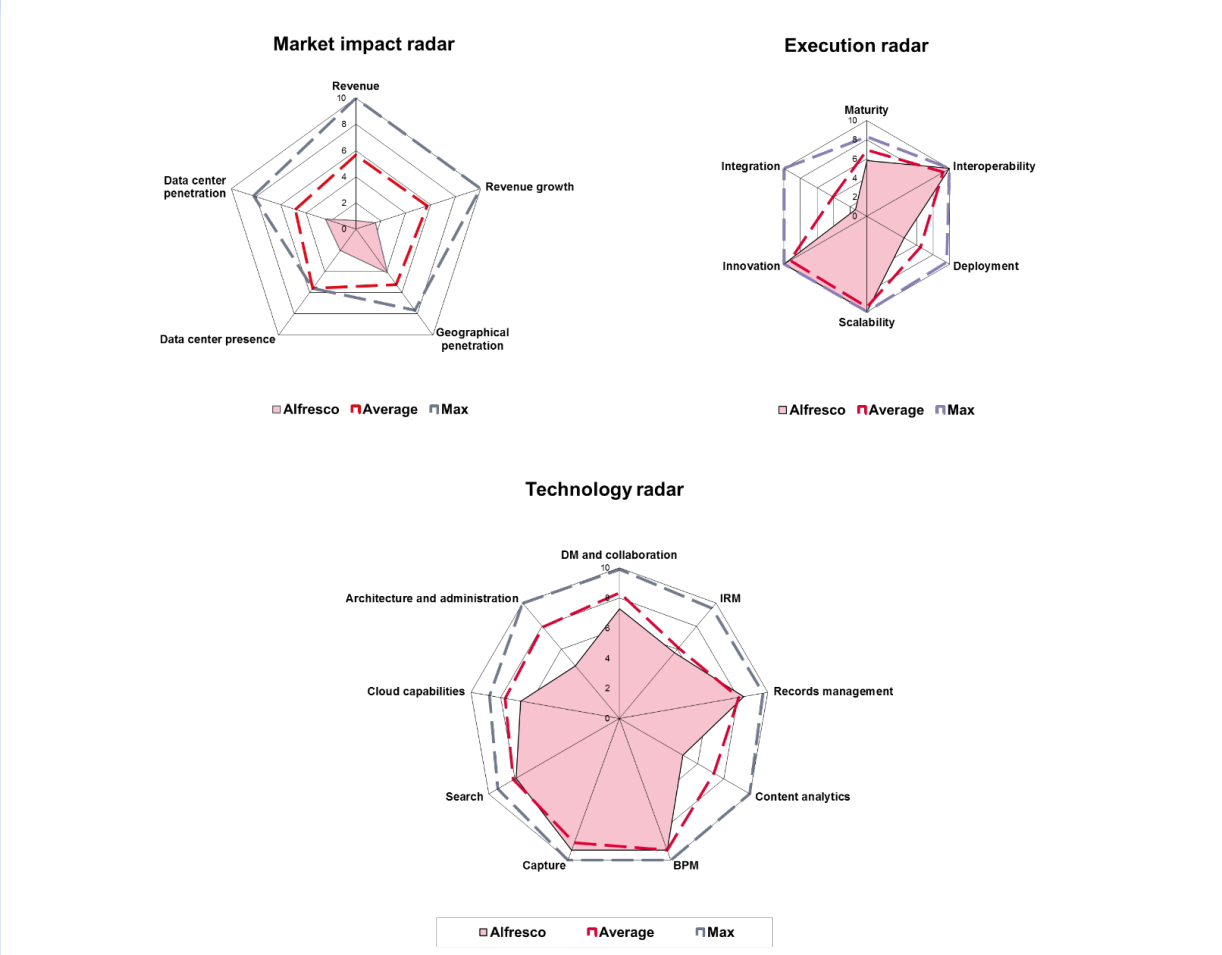 Market impact radar
Revenue
10
8
6
4
2
0
Revenue growth
Geographical
penetration
Data center presence
Data center
penetration
Alfresco Average Max
Execution radar
Maturity
10
8
6
4
2
0
Interoperability
Deployment
Scalability
Innovation
Integration
Alfresco Average Max
Technology radar
DM and collaboration
10
8
6
4
2
0
IRM
Records management
Content analytics
BPM
Capture
Search
Cloud capabilities
Architecture and administration
Alfresco Average Max